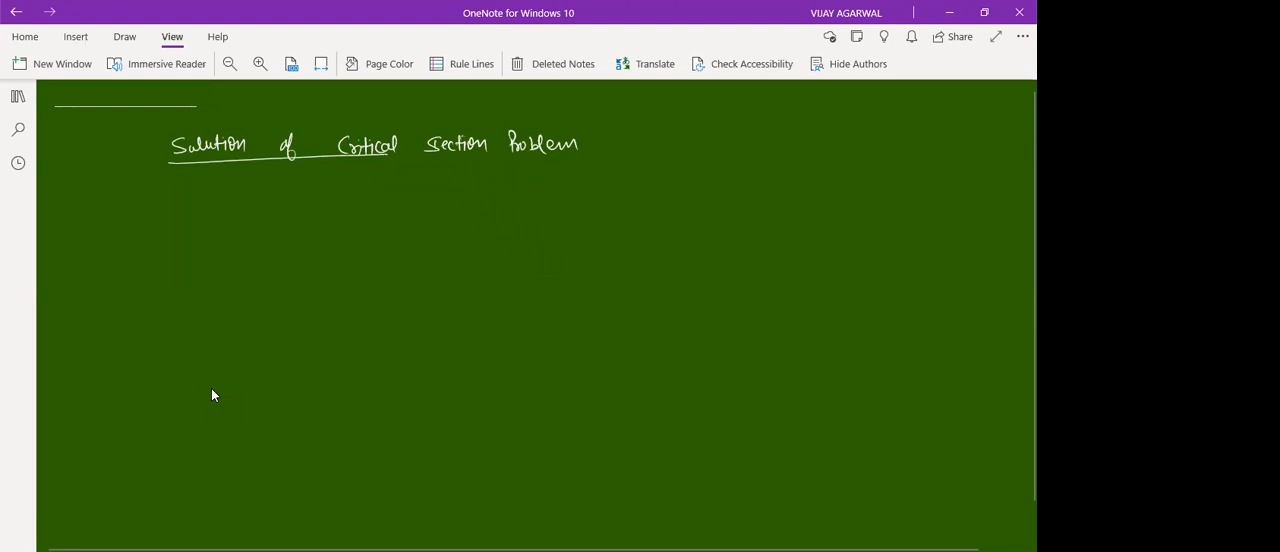 OneNote for Windows 10 VIJAY AGARWAL
Home Insert Draw View Help Share
New Window Immersive Reader Page Color Rule Lines Deleted Notes Translate Check Accessibility Hide Authors
Solution of Critical Section Problem